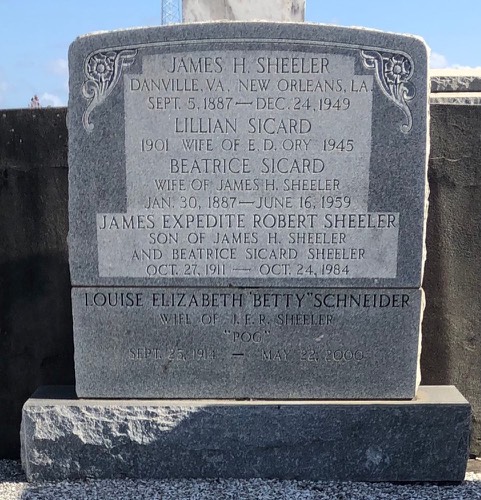 JAMES H. SHEELER
DANVILLE, VA. NEW ORLEANS, LA.
SEPT. 5, 1887 — DEC. 24, 1949
LILLIAN SICARD
1901 WIFE OF E. D. ORY 1945
BEATRICE SICARD
WIFE OF JAMES H. SHEELER
JAN. 30, 1887 — JUNE 16, 1959
JAMES EXPEDITE ROBERT SHEELER
SON OF JAMES H. SHEELER
AND BEATRICE SICARD SHEELER
OCT. 27, 1911 — OCT. 24, 1984
LOUISE ELIZABETH "BETTY" SCHNEIDER
WIFE OF J. E. R. SHEELER
"POG"
SEPT. 25, 1914 — MAY 22, 2000